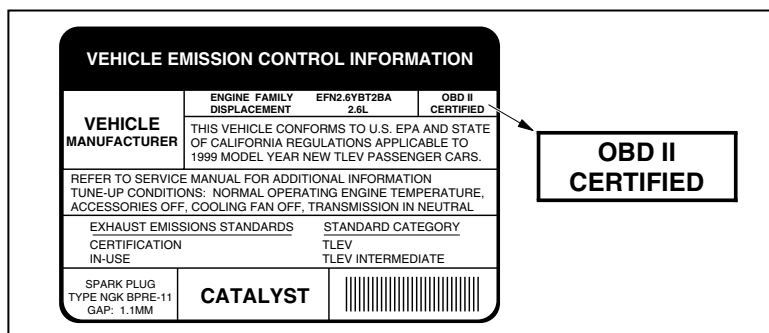 VEHICLE EMISSION CONTROL INFORMATION
VEHICLE
MANUFACTURER
ENGINE FAMILY EFN2.6YBT2BA
DISPLACEMENT 2.6L
OBD II
CERTIFIED
THIS VEHICLE CONFORMS TO U.S. EPA AND STATE
OF CALIFORNIA REGULATIONS APPLICABLE TO
1999 MODEL YEAR NEW TLEV PASSENGER CARS.
REFER TO SERVICE MANUAL FOR ADDITIONAL INFORMATION
TUNE-UP CONDITIONS: NORMAL OPERATING ENGINE TEMPERATURE,
ACCESSORIES OFF, COOLING FAN OFF, TRANSMISSION IN NEUTRAL
EXHAUST EMISSIONS STANDARDS STANDARD CATEGORY
CERTIFICATION TLEV
IN-USE TLEV INTERMEDIATE
SPARK PLUG
TYPE NGK BPRE-11
GAP: 1.1MM
CATALYST
OBD II
CERTIFIED